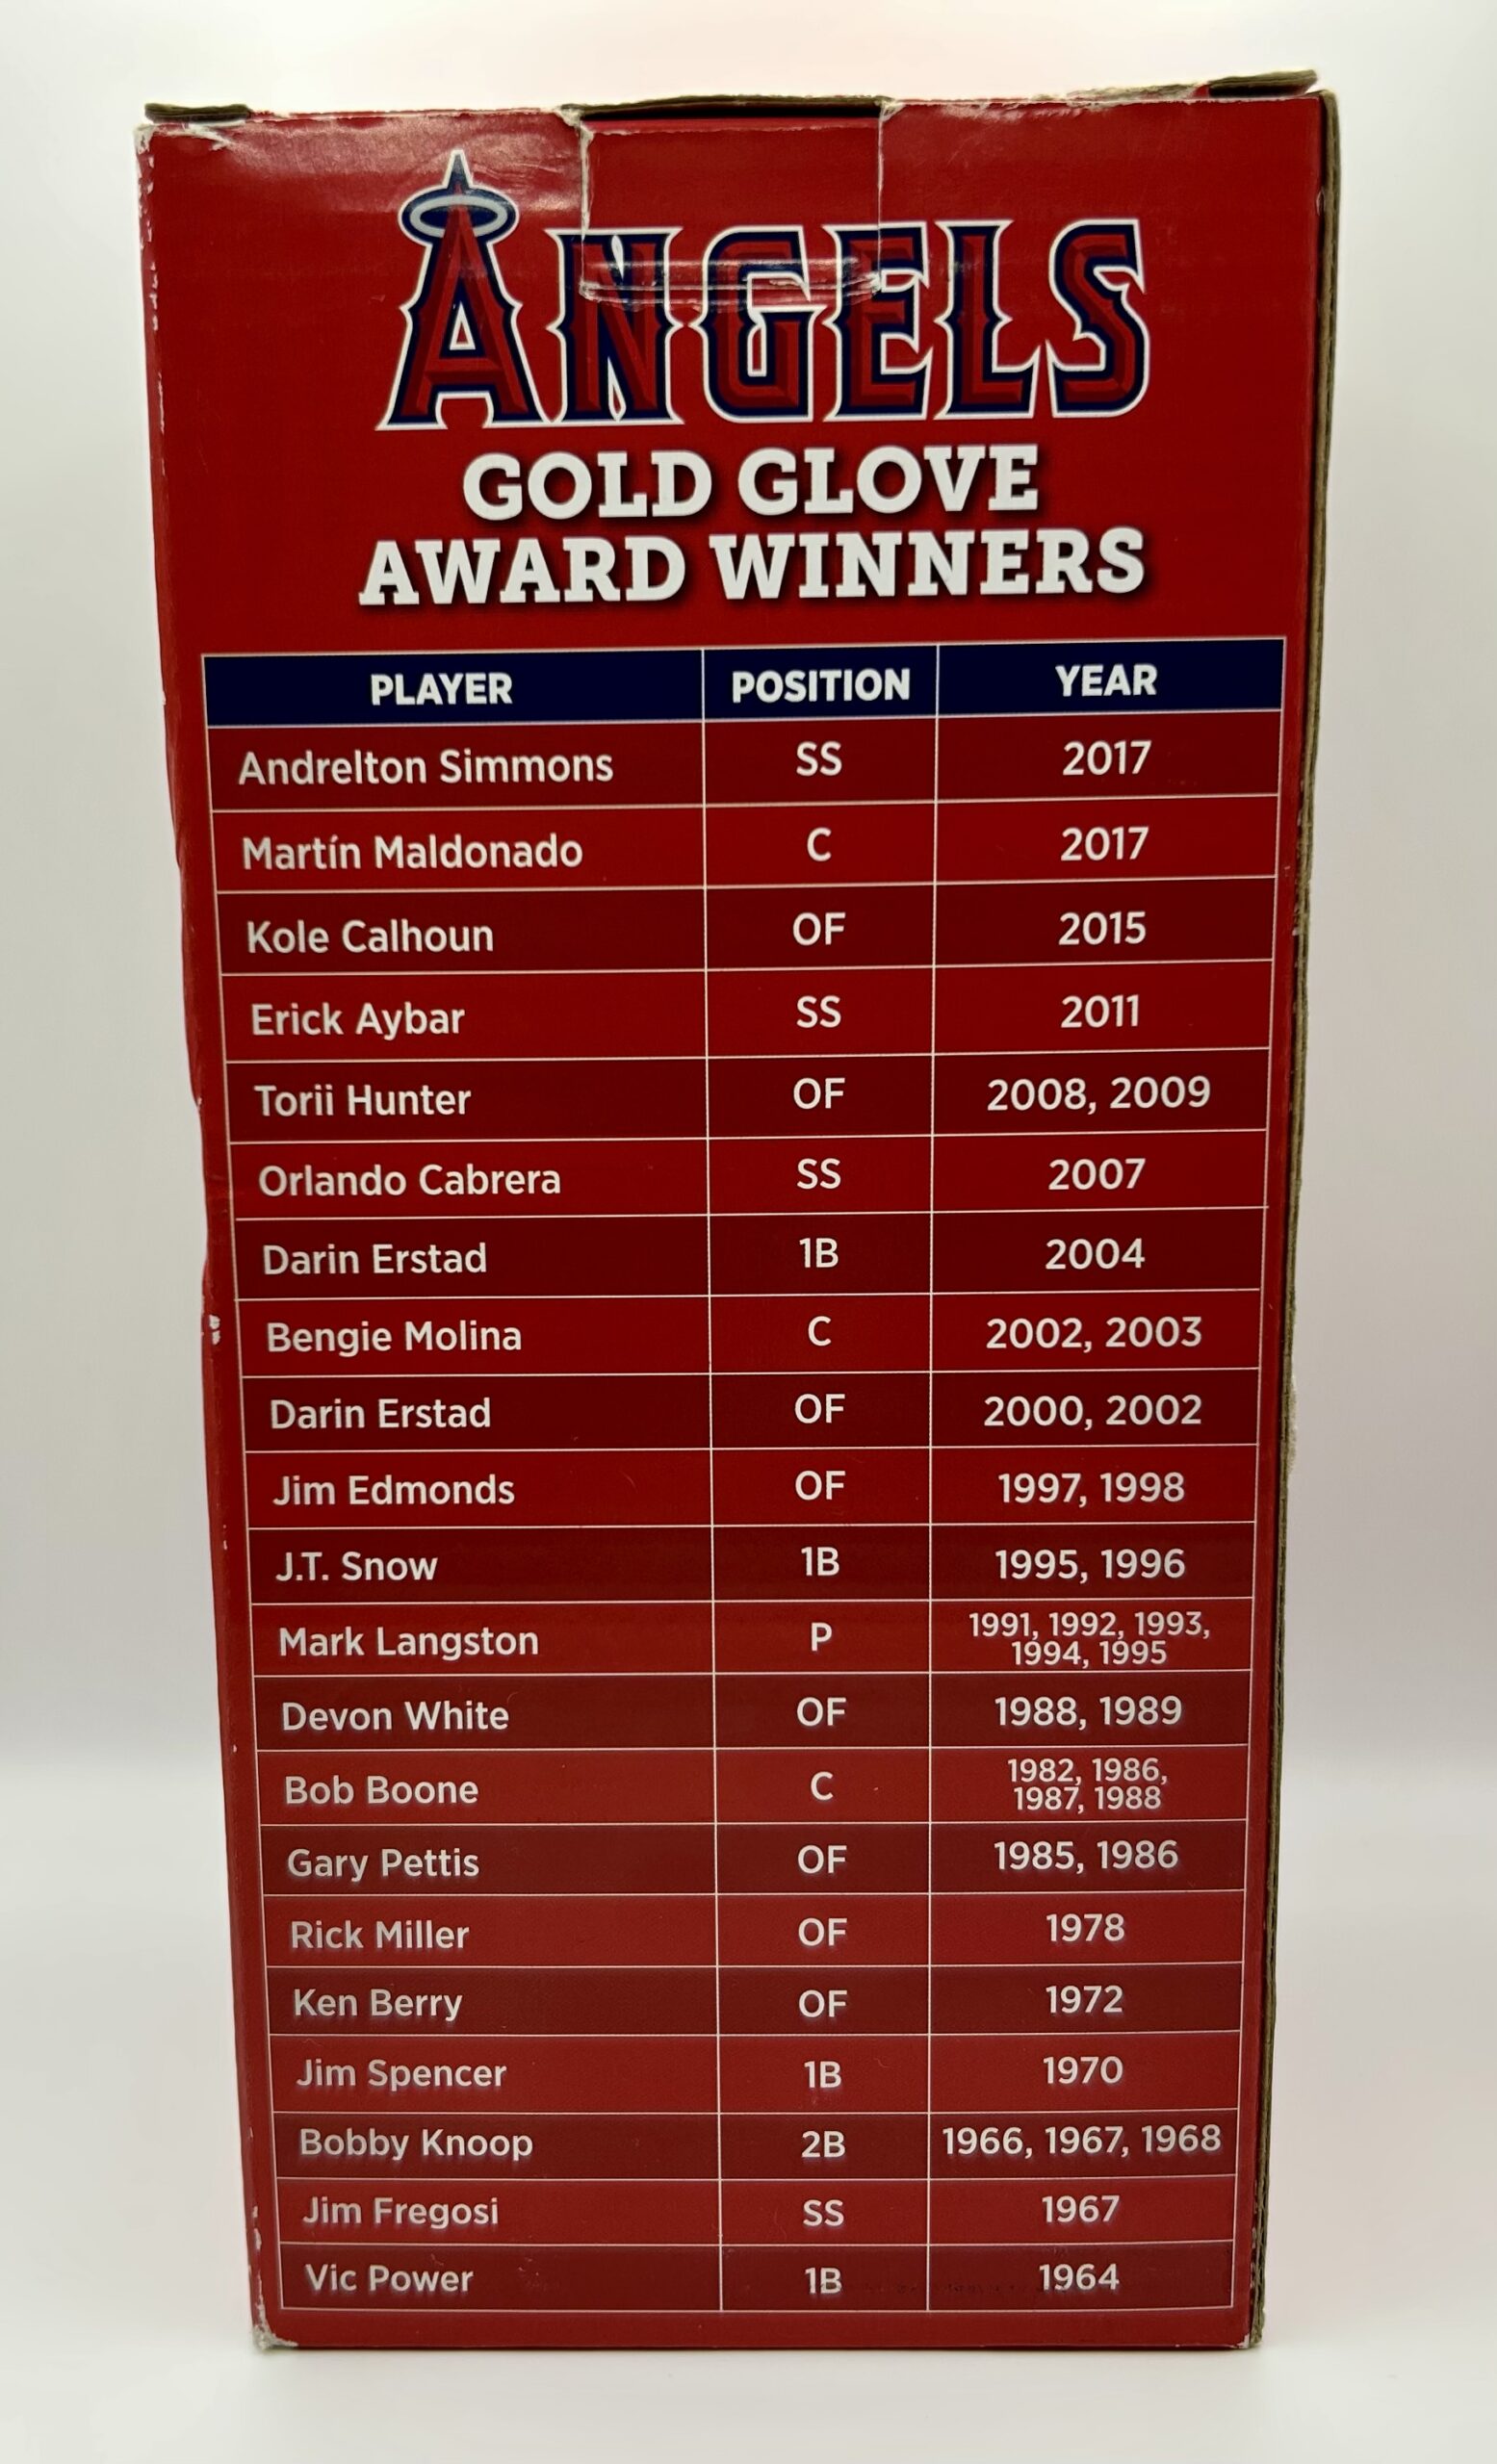 ANGELS
GOLD GLOVE
AWARD WINNERS
PLAYER POSITION YEAR
Andrelton Simmons SS 2017
Martín Maldonado C 2017
Kole Calhoun OF 2015
Erick Aybar SS 2011
Torii Hunter OF 2008, 2009
Orlando Cabrera SS 2007
Darin Erstad 1B 2004
Bengie Molina C 2002, 2003
Darin Erstad OF 2000, 2002
Jim Edmonds OF 1997, 1998
J.T. Snow 1B 1995, 1996
Mark Langston P 1991, 1992, 1993,
1994, 1995
Devon White OF 1988, 1989
Bob Boone C 1982, 1986,
1987, 1988
Gary Pettis OF 1985, 1986
Rick Miller OF 1978
Ken Berry OF 1972
Jim Spencer 1B 1970
Bobby Knoop 2B 1966, 1967, 1968
Jim Fregosi SS 1967
Vic Power 1B 1964